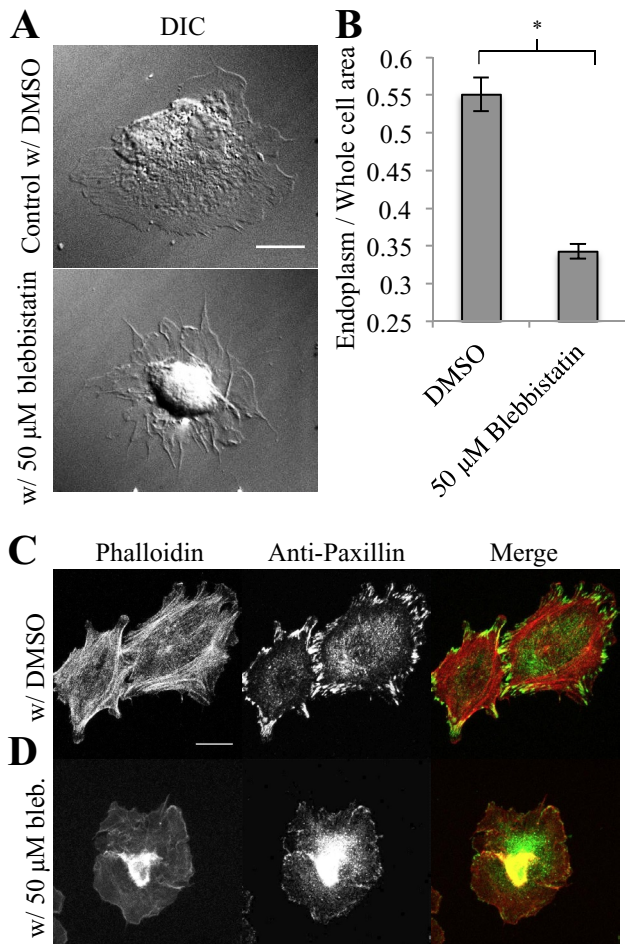 A
DIC
Control w/ DMSO
w/ 50 µM blebbistatin
B
*
Endoplasm / Whole cell area
0.6
0.55
0.5
0.45
0.4
0.35
0.3
0.25
DMSO
50 µM Blebbistatin
C
Phalloidin
Anti-Paxillin
Merge
w/ DMSO
D
w/ 50 µM bleb.